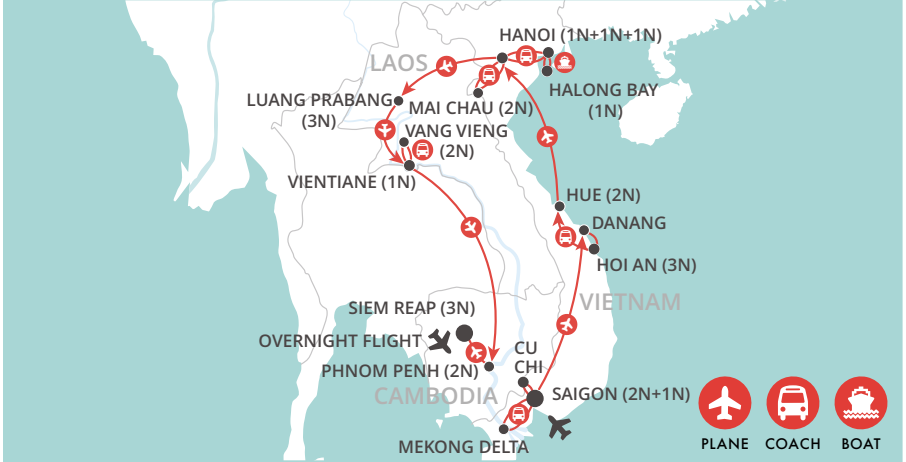 HANOI (1N+1N+1N)
LAOS
HALONG BAY
(1N)
LUANG PRABANG
(3N)
MAI CHAU (2N)
VANG VIENG
(2N)
VIENTIANE (1N)
HUE (2N)
DANANG
HOI AN (3N)
VIETNAM
SIEM REAP (3N)
OVERNIGHT FLIGHT
CU
CHI
PHNOM PENH (2N)
CAMBODIA
SAIGON (2N+1N)
MEKONG DELTA
PLANE
COACH
BOAT